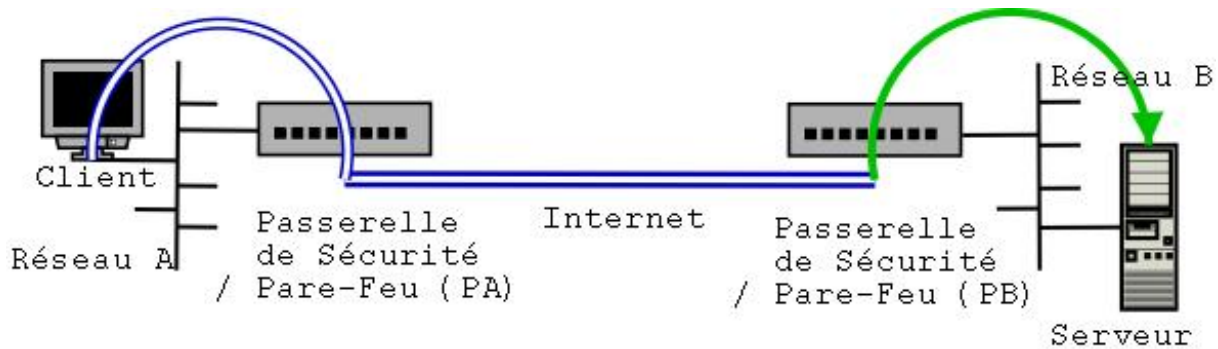 Réseau B
Client
Internet
Passerelle
de Sécurité
/ Pare-Feu (PA)
Réseau A
Passerelle
de Sécurité
/ Pare-Feu (PB)
Serveur